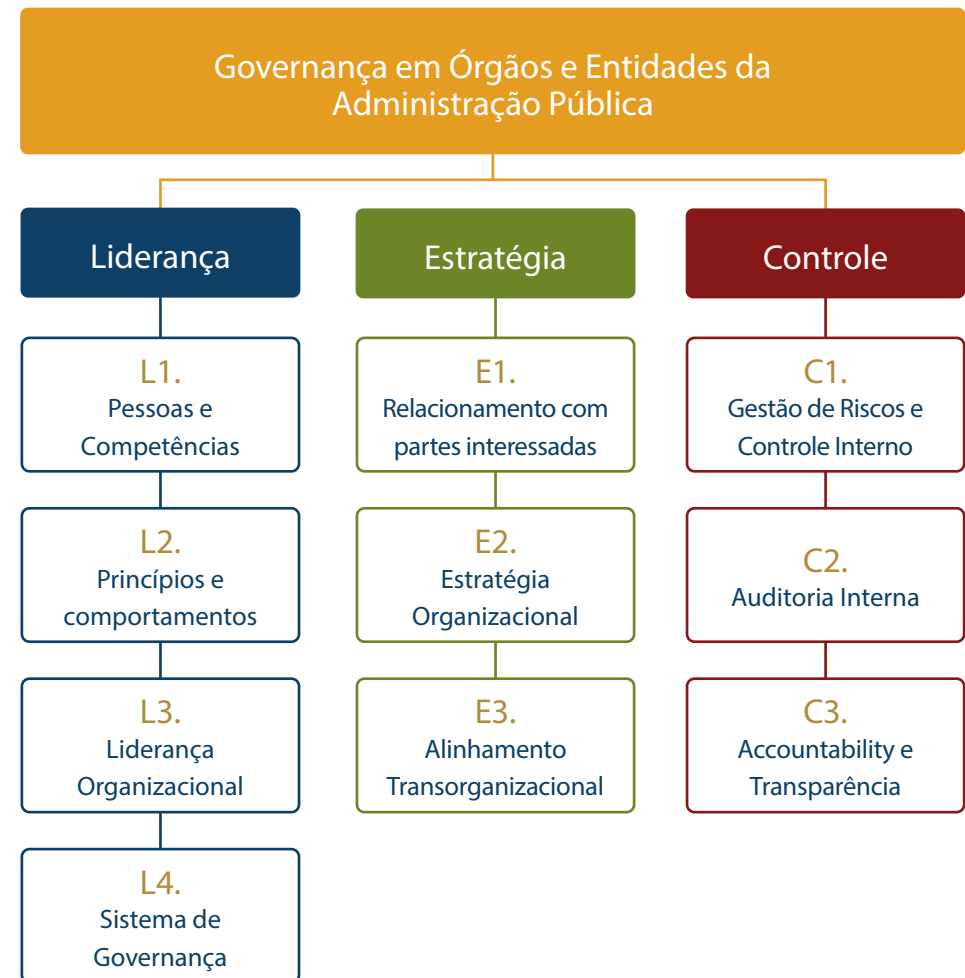 Governança em Órgãos e Entidades da
Administração Pública
Liderança
L1.
Pessoas e
Competências
L2.
Princípios e
comportamentos
L3.
Liderança
Organizacional
L4.
Sistema de
Governança
Estratégia
E1.
Relacionamento com
partes interessadas
E2.
Estratégia
Organizacional
E3.
Alinhamento
Transorganizacional
Controle
C1.
Gestão de Riscos e
Controle Interno
C2.
Auditoria Interna
C3.
Accountability e
Transparência